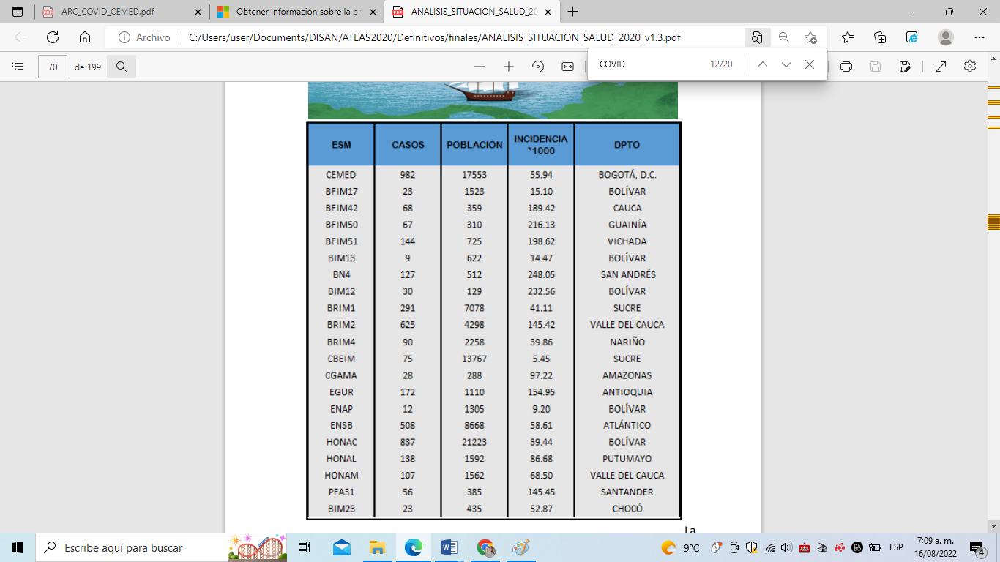 ARC_COVID_CEMED.pdf
Obtener información sobre la pre
ANALISIS_SITUACION_SALUD_20
Archivo
C:/Users/user/Documents/DISAN/ATLAS2020/Definitivos/finales/ANALISIS_SITUACION_SALUD_2020_v1.3.pdf
70 de 199
COVID 12/20
ESM CASOS POBLACIÓN INCIDENCIA *1000 DPTO
CEMED 982 17553 55.94 BOGOTÁ, D.C.
BFIM17 23 1523 15.10 BOLÍVAR
BFIM42 68 359 189.42 CAUCA
BFIM50 67 310 216.13 GUAINÍA
BFIM51 144 725 198.62 VICHADA
BIM13 9 622 14.47 BOLÍVAR
BN4 127 512 248.05 SAN ANDRÉS
BIM12 30 129 232.56 BOLÍVAR
BRIM1 291 7078 41.11 SUCRE
BRIM2 625 4298 145.42 VALLE DEL CAUCA
BRIM4 90 2258 39.86 NARIÑO
CBEIM 75 13767 5.45 SUCRE
CGAMA 28 288 97.22 AMAZONAS
EGUR 172 1110 154.95 ANTIOQUIA
ENAP 12 1305 9.20 BOLÍVAR
ENSB 508 8668 58.61 ATLÁNTICO
HONAC 837 21223 39.44 BOLÍVAR
HONAL 138 1592 86.68 PUTUMAYO
HONAM 107 1562 68.50 VALLE DEL CAUCA
PFA31 56 385 145.45 SANTANDER
BIM23 23 435 52.87 CHOCÓ
La
Escribe aquí para buscar
9°C
ESP
7:09 a. m.
16/08/2022
4